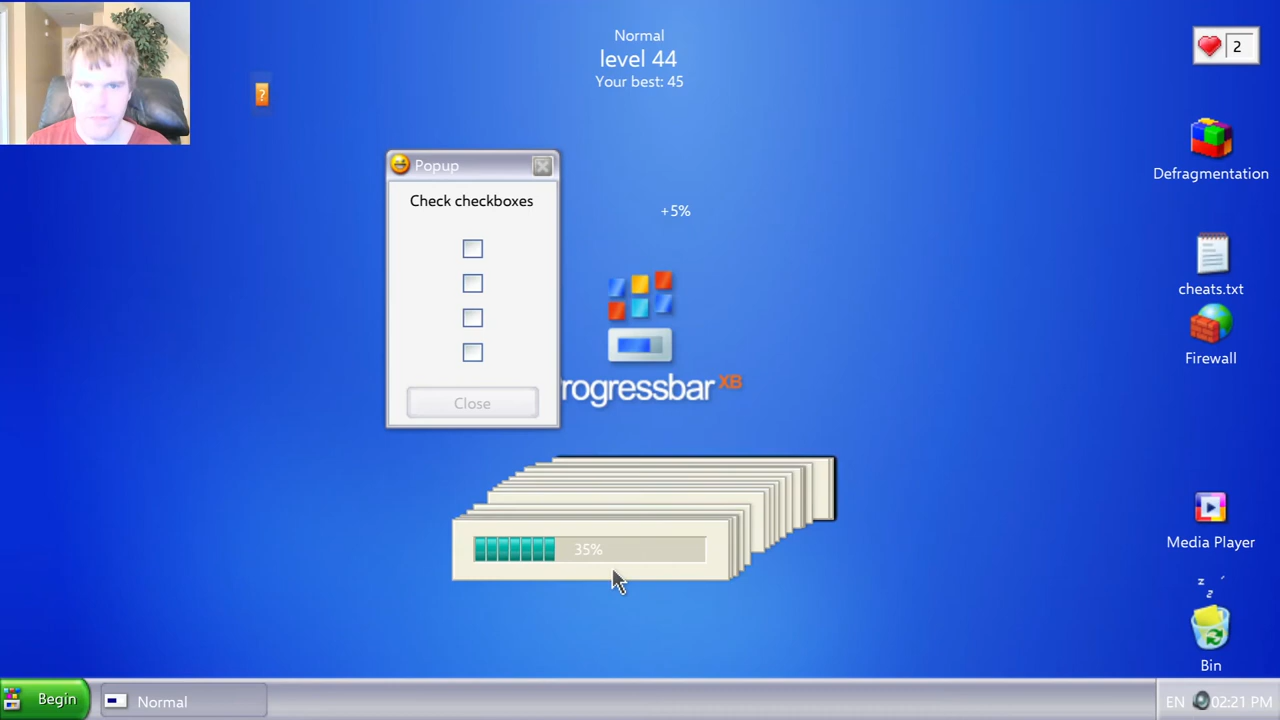 Normal
level 44
Your best: 45
2
?
Popup
Check checkboxes
Close
+5%
rogressbar XB
35%
Defragmentation
cheats.txt
Firewall
Media Player
z
z
Bin
Begin
Normal
EN 02:21 PM